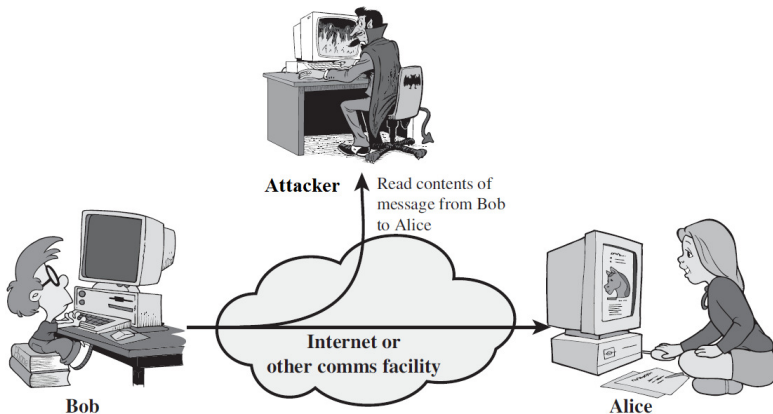 Attacker
Read contents of
message from Bob
to Alice
Internet or
other comms facility
Bob
Alice